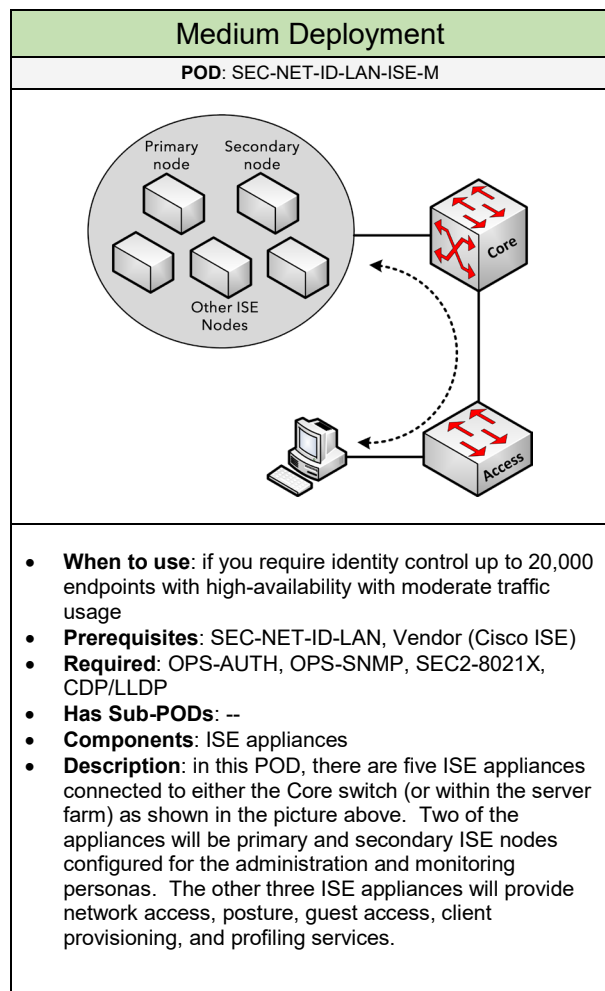 Medium Deployment
POD: SEC-NET-ID-LAN-ISE-M
Primary node
Secondary node
Other ISE
Nodes
Core
Access
• When to use: if you require identity control up to 20,000
endpoints with high-availability with moderate traffic
usage
• Prerequisites: SEC-NET-ID-LAN, Vendor (Cisco ISE)
• Required: OPS-AUTH, OPS-SNMP, SEC2-8021X,
CDP/LLDP
• Has Sub-PODs: --
• Components: ISE appliances
• Description: in this POD, there are five ISE appliances
connected to either the Core switch (or within the server
farm) as shown in the picture above.  Two of the
appliances will be primary and secondary ISE nodes
configured for the administration and monitoring
personas.  The other three ISE appliances will provide
network access, posture, guest access, client
provisioning, and profiling services.